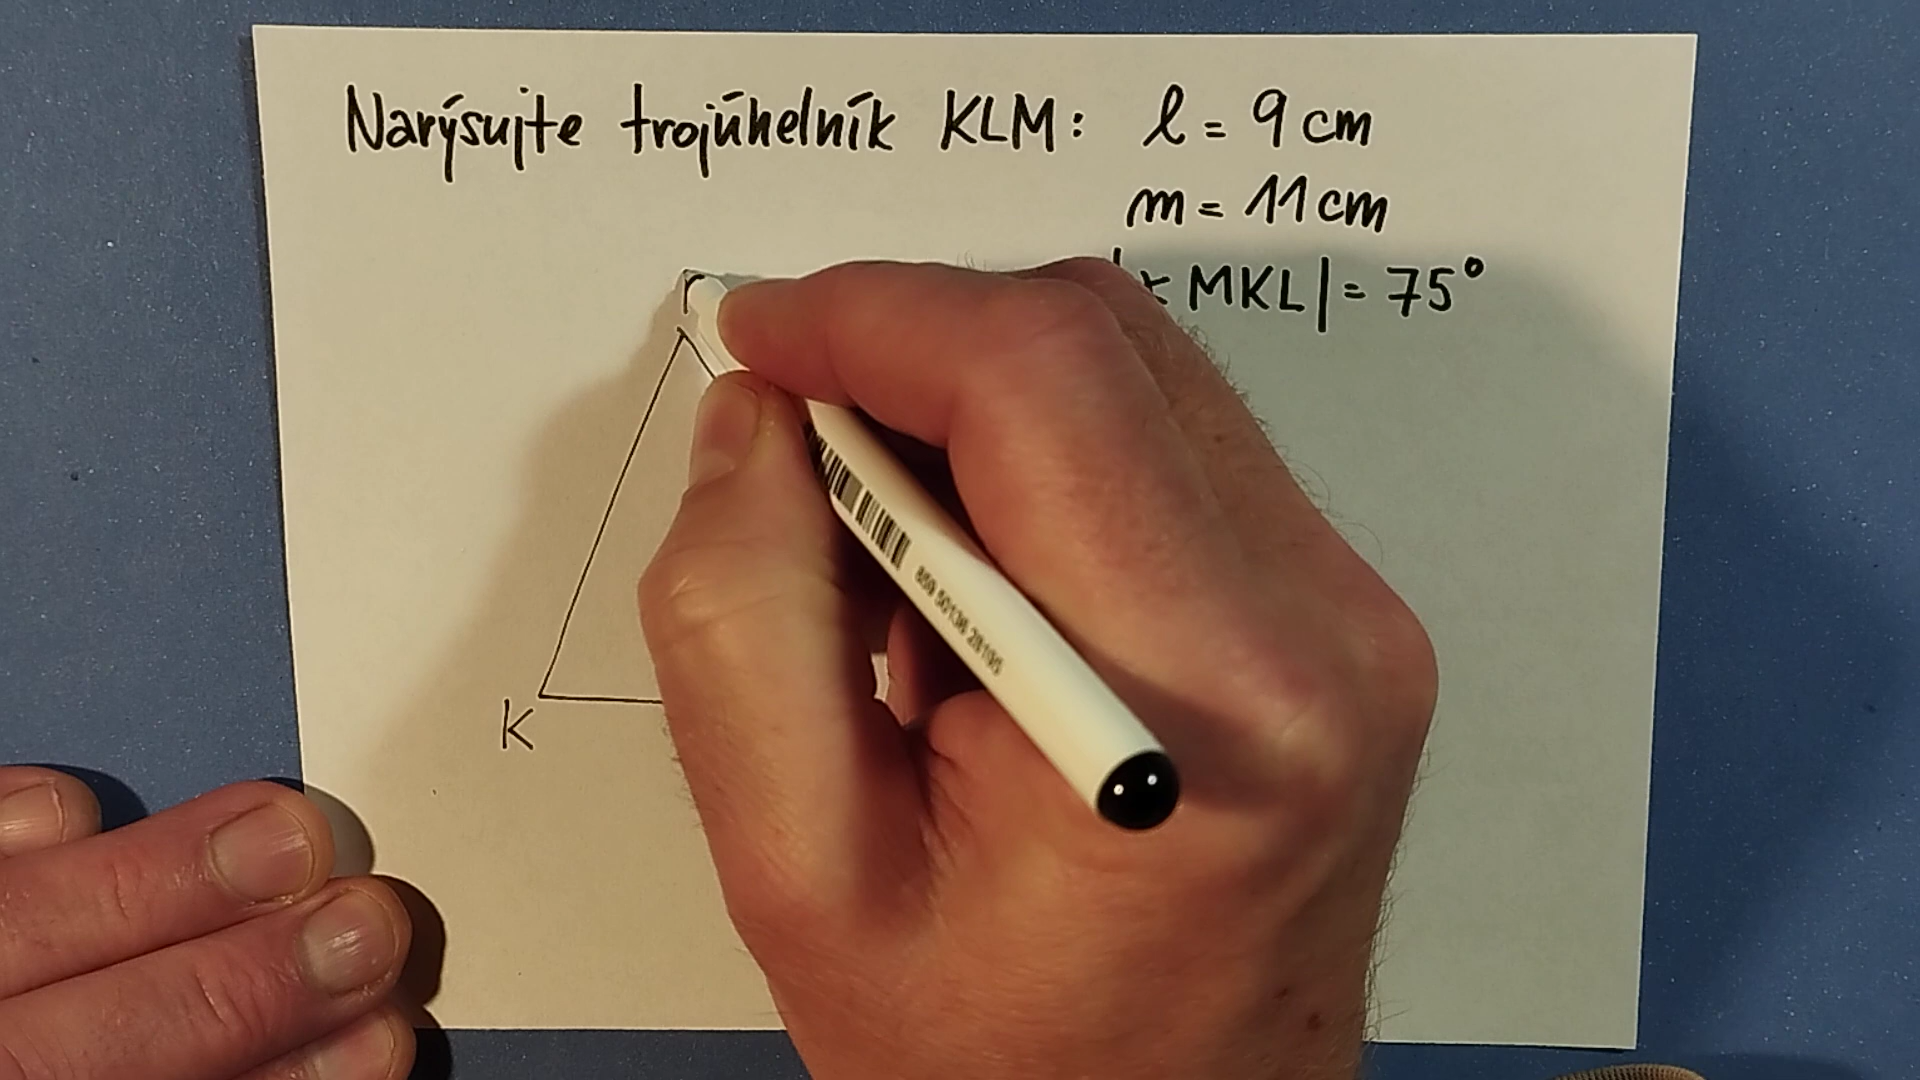 Narýsujte trojúhelník KLM: l = 9 cm
m = 11 cm
|∢ MKL| = 75°
K